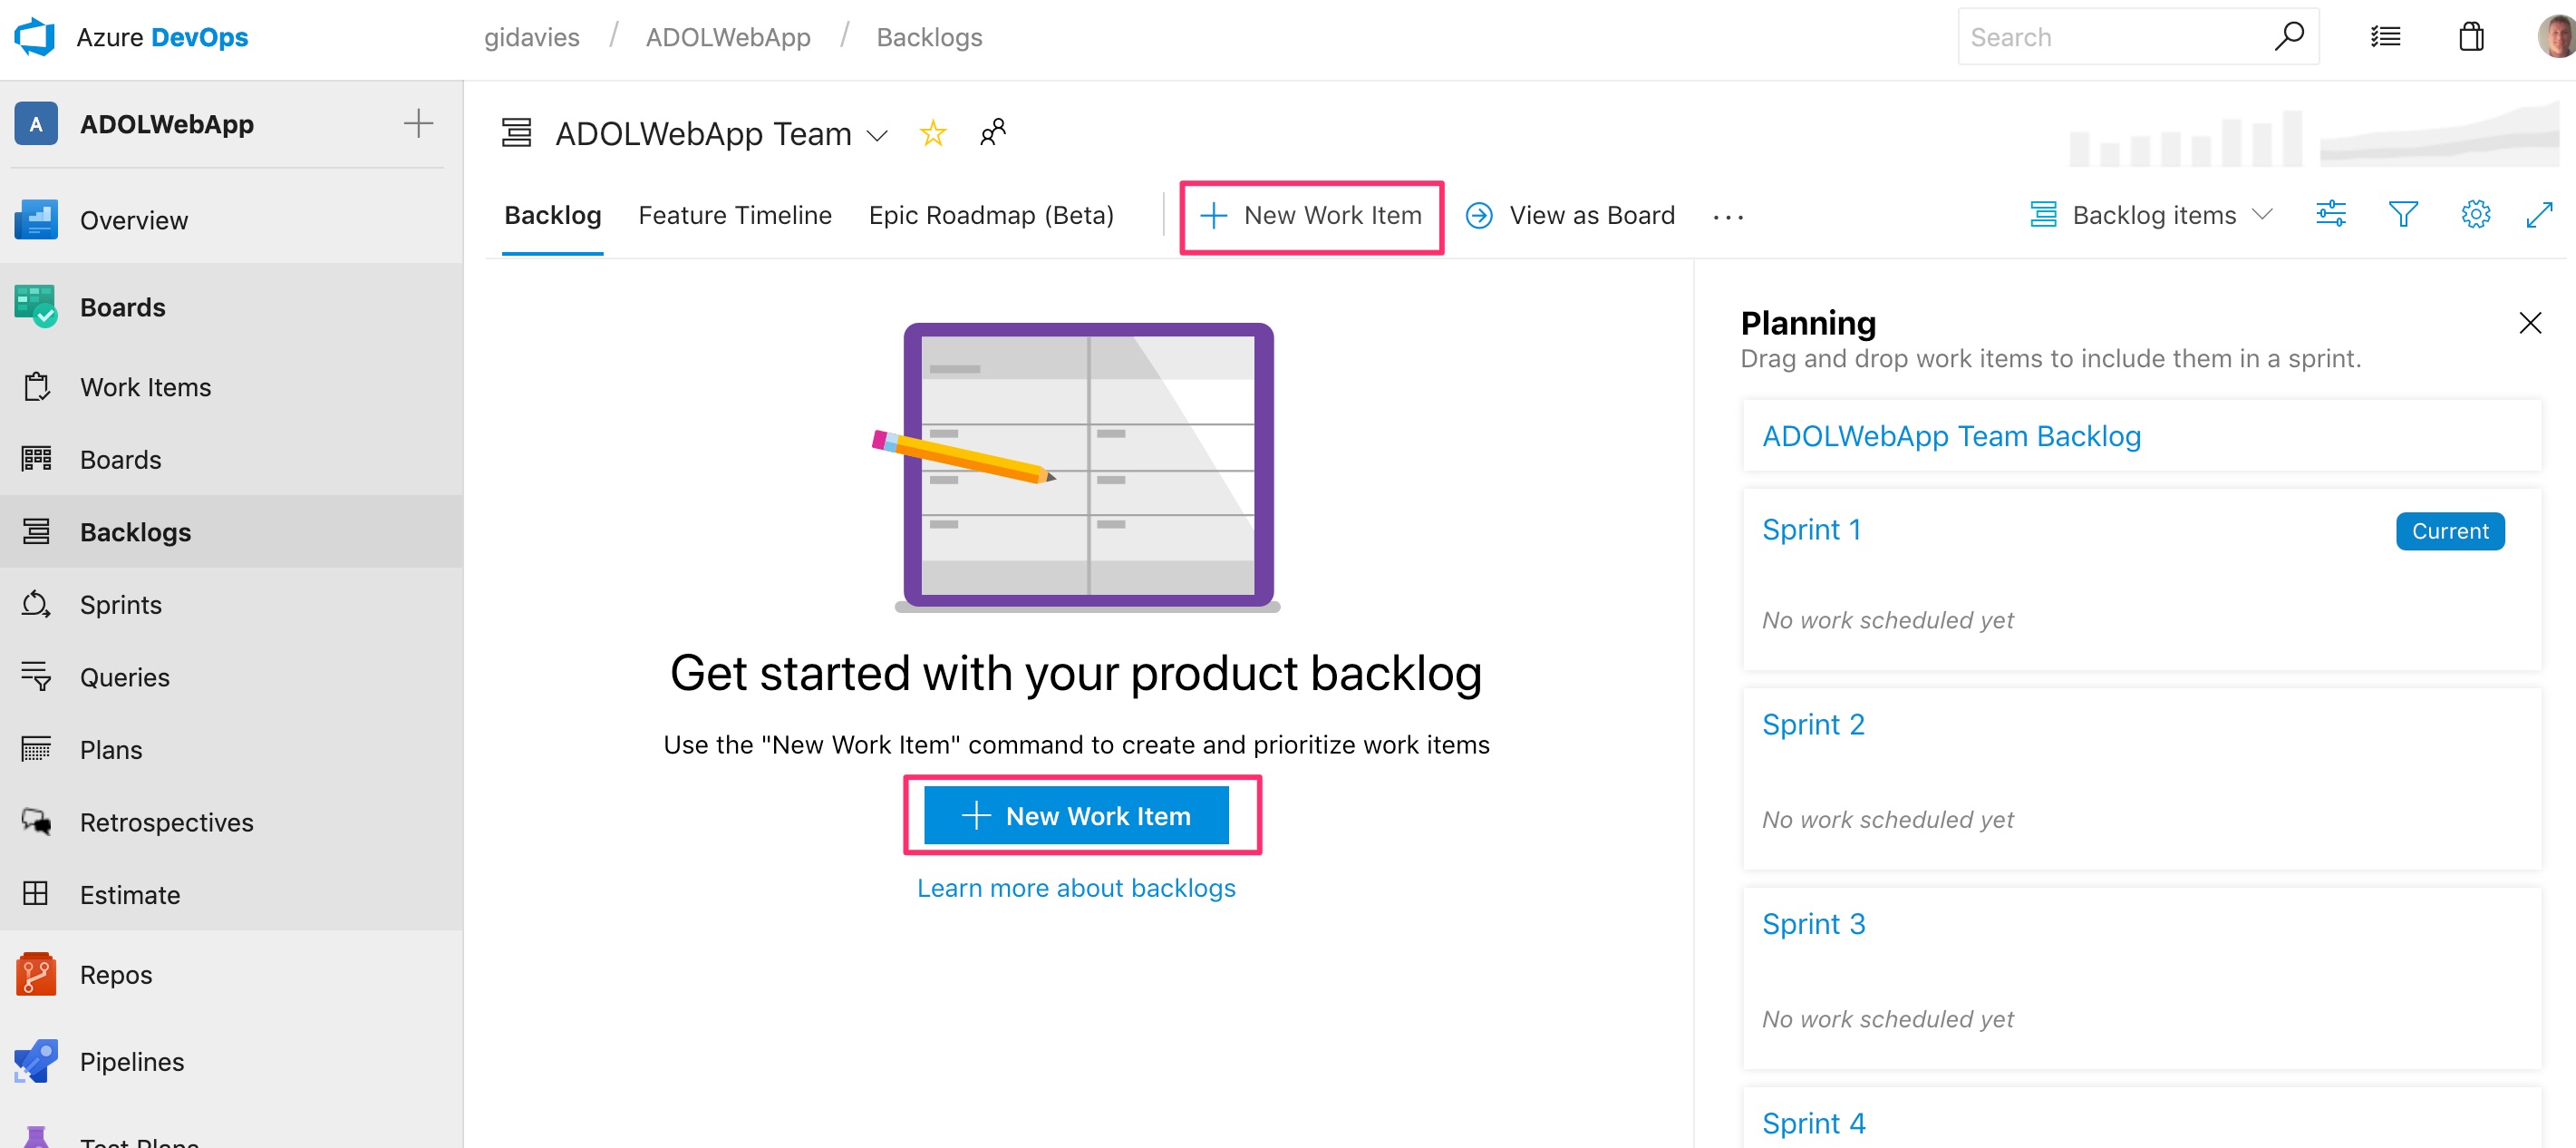 Azure DevOps
gidavies / ADOLWebApp / Backlogs
Search
A ADOLWebApp
Overview
Boards
Work Items
Boards
Backlogs
Sprints
Queries
Plans
Retrospectives
Estimate
Repos
Pipelines
Test Plans
ADOLWebApp Team
Backlog Feature Timeline Epic Roadmap (Beta) New Work Item View as Board ... Backlog items
Get started with your product backlog
Use the "New Work Item" command to create and prioritize work items
New Work Item
Learn more about backlogs
Planning
Drag and drop work items to include them in a sprint.
ADOLWebApp Team Backlog
Sprint 1 Current
No work scheduled yet
Sprint 2
No work scheduled yet
Sprint 3
No work scheduled yet
Sprint 4